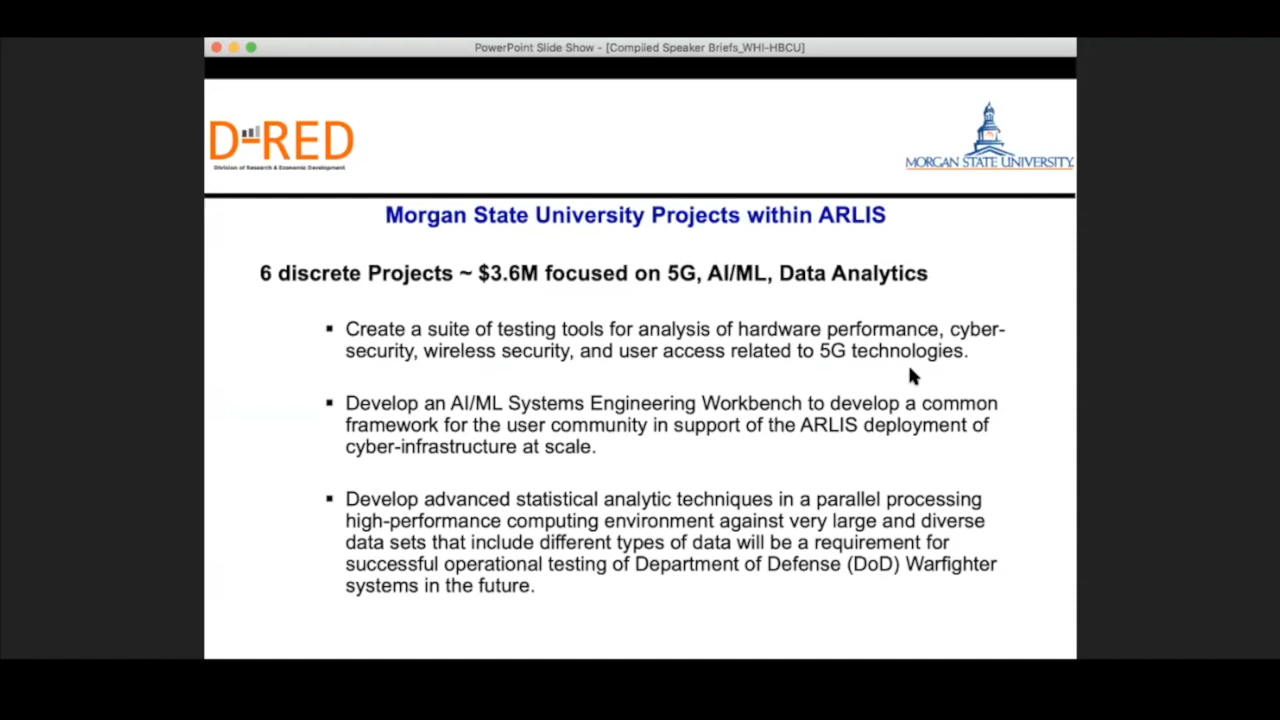 PowerPoint Slide Show - [Compiled Speaker Briefs_WHI-HBCU]
D-RED
Division of Research & Economic Development
MORGAN STATE UNIVERSITY
Morgan State University Projects within ARLIS
6 discrete Projects ~ $3.6M focused on 5G, AI/ML, Data Analytics
▪ Create a suite of testing tools for analysis of hardware performance, cyber-
security, wireless security, and user access related to 5G technologies.
▪ Develop an AI/ML Systems Engineering Workbench to develop a common
framework for the user community in support of the ARLIS deployment of
cyber-infrastructure at scale.
▪ Develop advanced statistical analytic techniques in a parallel processing
high-performance computing environment against very large and diverse
data sets that include different types of data will be a requirement for
successful operational testing of Department of Defense (DoD) Warfighter
systems in the future.